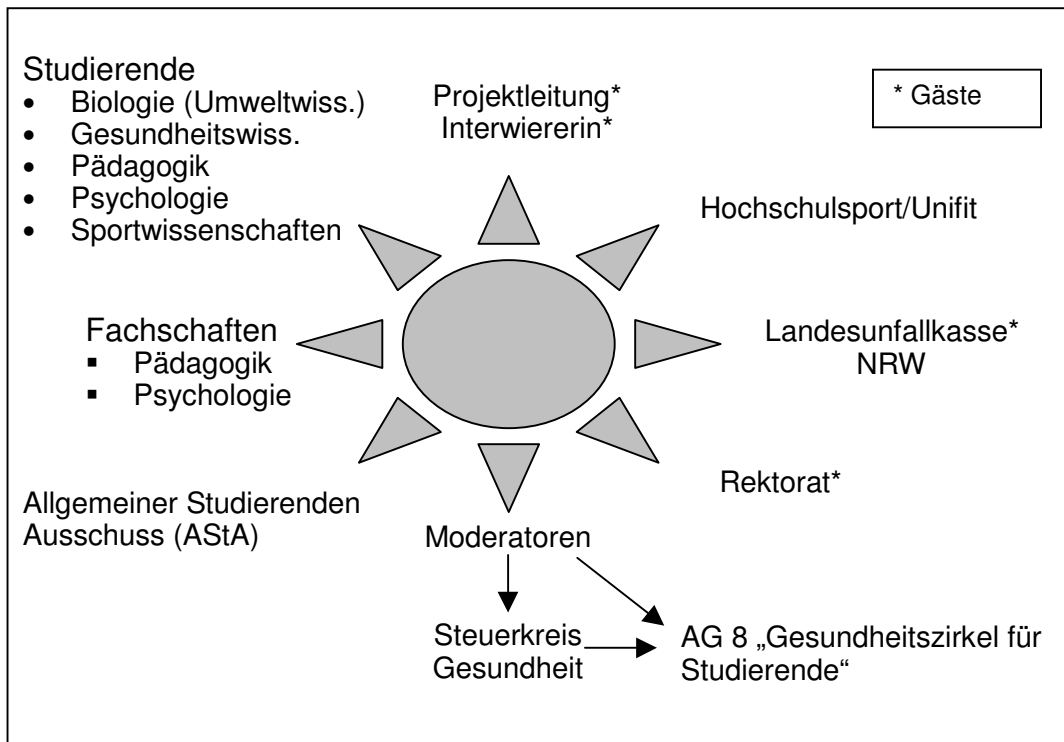 Studierende
• Biologie (Umweltwiss.)
• Gesundheitswiss.
• Pädagogik
• Psychologie
• Sportwissenschaften
Projektleitung*
Interwiererin*
* Gäste
Hochschulsport/Unifit
Fachschaften
▪ Pädagogik
▪ Psychologie
Landesunfallkasse*
NRW
Allgemeiner Studierenden
Ausschuss (AStA)
Rektorat*
Moderatoren
Steuerkreis
Gesundheit
AG 8 „Gesundheitszirkel für
Studierende“